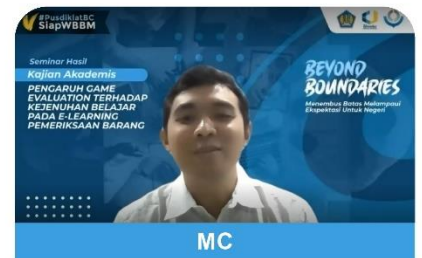 #PusdiklatBC
SiapWBBM
Seminar Hasil
Kajian Akademis
PENGARUH GAME
EVALUATION TERHADAP
KEJENUHAN BELAJAR
PADA E-LEARNING
PEMERIKSAAN BARANG
BEYOND
BOUNDARIES
Menembus Batas Melampaui
Ekspektasi Untuk Negeri
MC